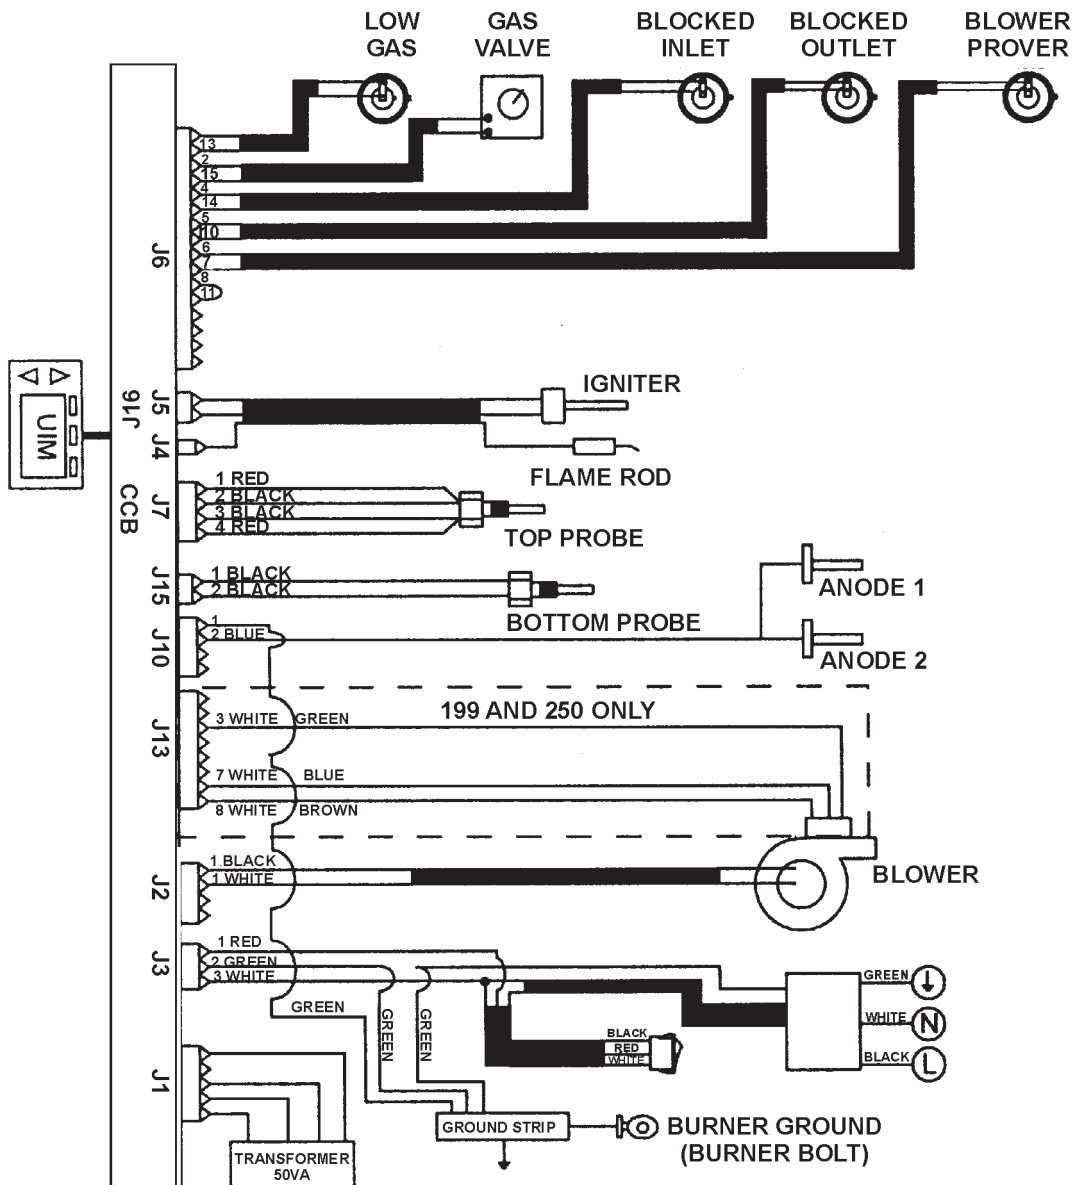 LOW GAS
GAS VALVE
BLOCKED INLET
BLOCKED OUTLET
BLOWER PROVER
13
2
15
4
14
5
10
6
7
8
11
J6
J16
CCB
UIM
J5
IGNITER
J4
FLAME ROD
J7
1 RED
2 BLACK
3 BLACK
4 RED
TOP PROBE
J15
1 BLACK
2 BLACK
BOTTOM PROBE
ANODE 1
J10
1
2 BLUE
ANODE 2
199 AND 250 ONLY
J13
3 WHITE GREEN
7 WHITE BLUE
8 WHITE BROWN
J2
1 BLACK
1 WHITE
BLOWER
J3
1 RED
2 GREEN
3 WHITE
GREEN
GREEN
GREEN
BLACK
RED
WHITE
GREEN
WHITE N
BLACK L
J1
GROUND STRIP
BURNER GROUND
(BURNER BOLT)
TRANSFORMER
50VA